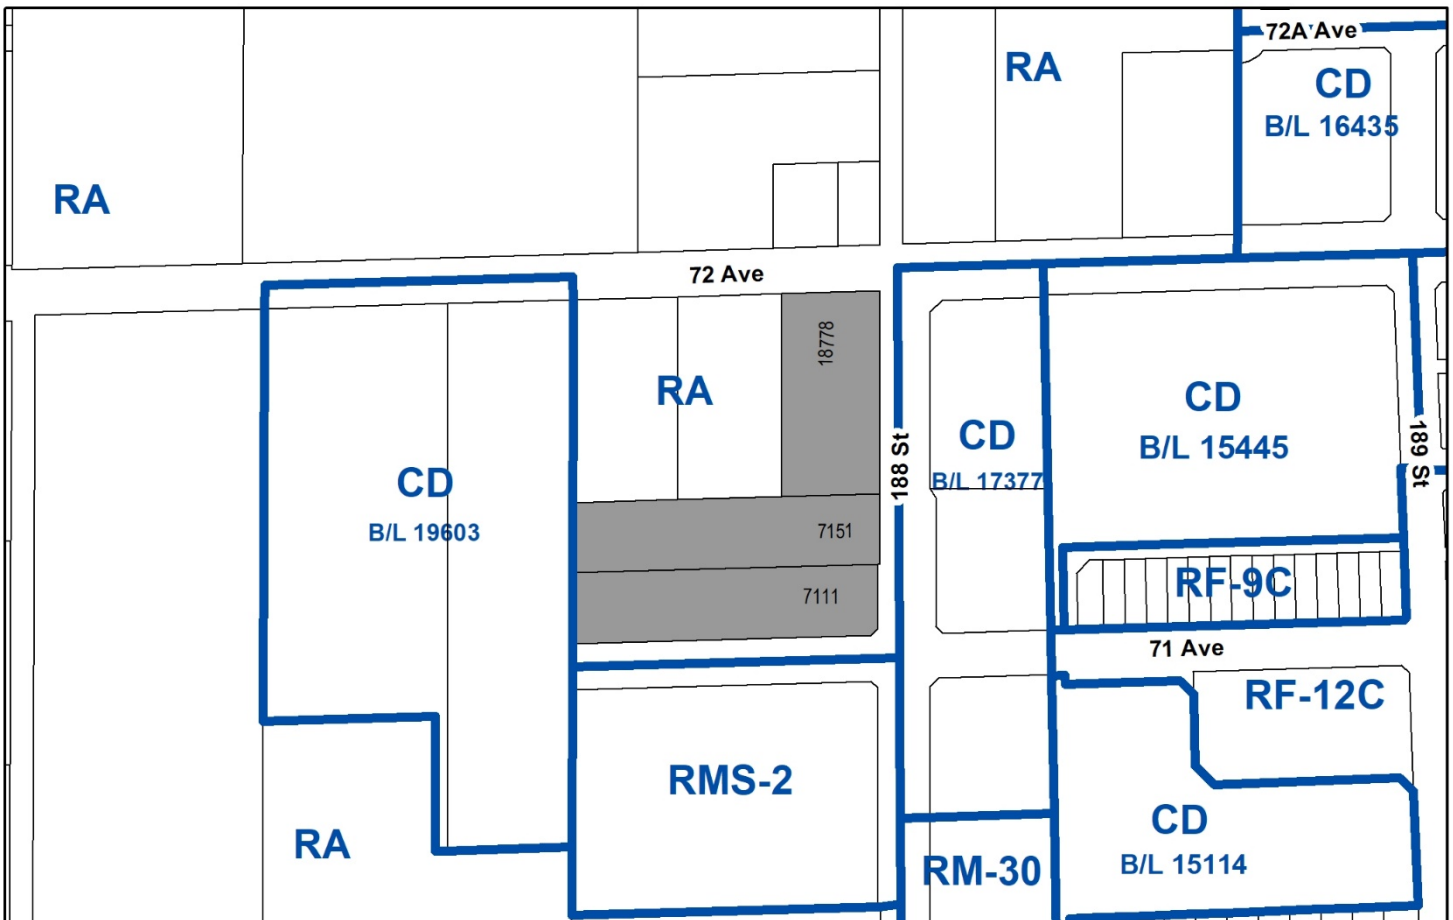 72A Ave
RA
CD
B/L 16435
RA
72 Ave
18778
RA
CD
B/L 15445
CD
B/L 17377
188 St
189 St
CD
B/L 19603
7151
7111
RF-9C
71 Ave
RF-12C
RMS-2
CD
B/L 15114
RA
RM-30